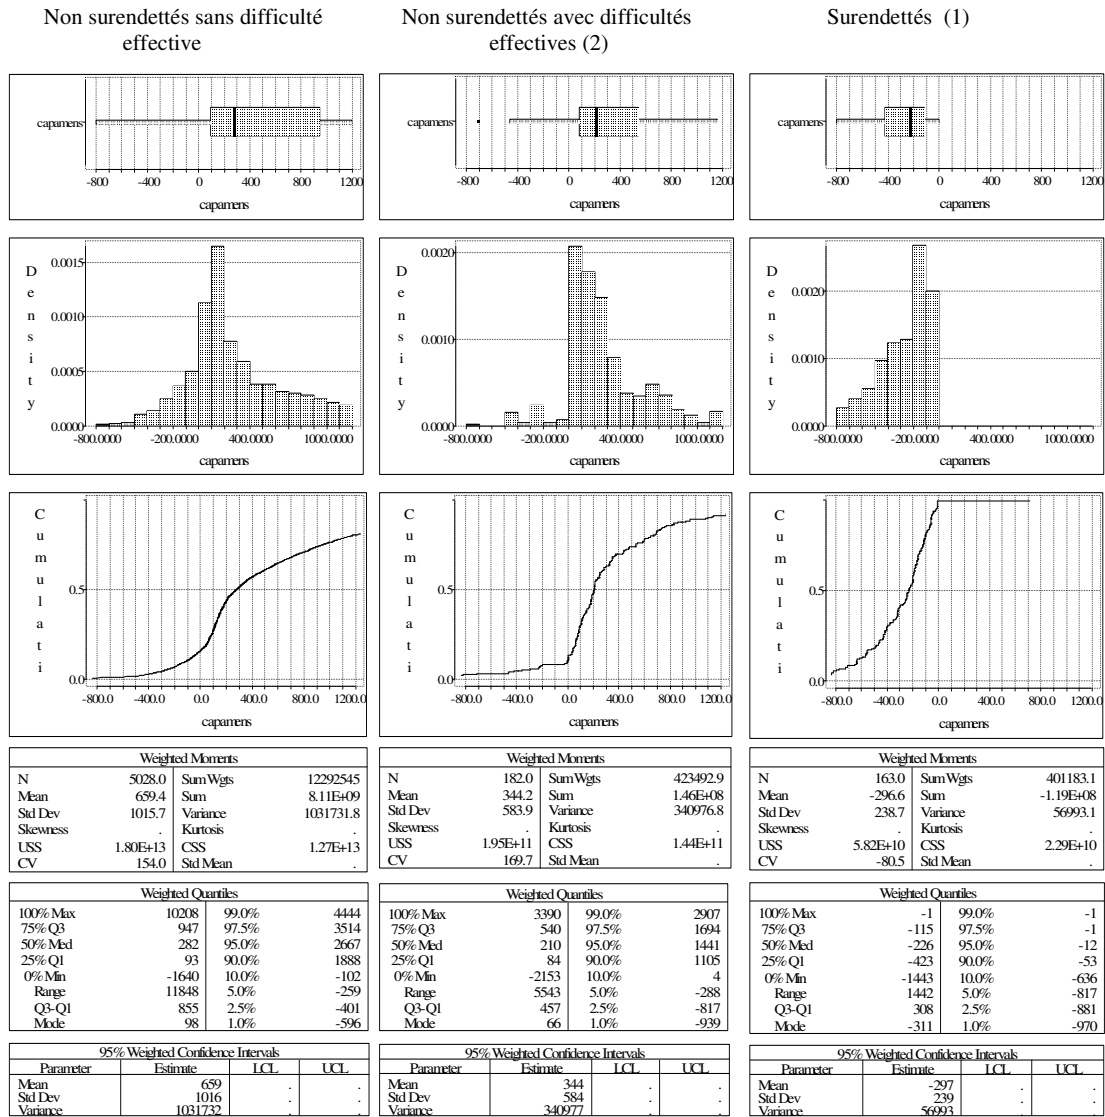 Non surendettés sans difficulté
effective
capamens
-800 -400 0 400 800 1200
capamens
Density
0.0015
0.0010
0.0005
0.0000
-800.0000 -200.0000 400.0000 1000.0000
capamens
Cumulati
0.5
0.0
-800.0 -400.0 0.0 400.0 800.0 1200.0
capamens
Weighted Moments
N 5028.0 Sum Wgts 12292545
Mean 659.4 Sum 8.11E+09
Std Dev 1015.7 Variance 1031731.8
Skewness . Kurtosis .
USS 1.80E+13 CSS 1.27E+13
CV 154.0 Std Mean .
Weighted Quantiles
100% Max 10208 99.0% 4444
75% Q3 947 97.5% 3514
50% Med 282 95.0% 2667
25% Q1 93 90.0% 1888
0% Min -1640 10.0% -102
Range 11848 5.0% -259
Q3-Q1 855 2.5% -401
Mode 98 1.0% -596
95% Weighted Confidence Intervals
Parameter Estimate LCL UCL
Mean 659 . .
Std Dev 1016 . .
Variance 1031732 . .
Non surendettés avec difficultés
effectives (2)
capamens
-800 -400 0 400 800 1200
capamens
Density
0.0020
0.0010
0.0000
-800.0000 -200.0000 400.0000 1000.0000
capamens
Cumulati
0.5
0.0
-800.0 -400.0 0.0 400.0 800.0 1200.0
capamens
Weighted Moments
N 182.0 Sum Wgts 423492.9
Mean 344.2 Sum 1.46E+08
Std Dev 583.9 Variance 340976.8
Skewness . Kurtosis .
USS 1.95E+11 CSS 1.44E+11
CV 169.7 Std Mean .
Weighted Quantiles
100% Max 3390 99.0% 2907
75% Q3 540 97.5% 1694
50% Med 210 95.0% 1441
25% Q1 84 90.0% 1105
0% Min -2153 10.0% 4
Range 5543 5.0% -288
Q3-Q1 457 2.5% -817
Mode 66 1.0% -939
95% Weighted Confidence Intervals
Parameter Estimate LCL UCL
Mean 344 . .
Std Dev 584 . .
Variance 340977 . .
Surendettés (1)
capamens
-800 -400 0 400 800 1200
capamens
Density
0.0020
0.0010
0.0000
-800.0000 -200.0000 400.0000 1000.0000
capamens
Cumulati
0.5
0.0
-800.0 -400.0 0.0 400.0 800.0 1200.0
capamens
Weighted Moments
N 163.0 Sum Wgts 401183.1
Mean -296.6 Sum -1.19E+08
Std Dev 238.7 Variance 56993.1
Skewness . Kurtosis .
USS 5.82E+10 CSS 2.29E+10
CV -80.5 Std Mean .
Weighted Quantiles
100% Max -1 99.0% -1
75% Q3 -115 97.5% -1
50% Med -226 95.0% -12
25% Q1 -423 90.0% -53
0% Min -1443 10.0% -636
Range 1442 5.0% -817
Q3-Q1 308 2.5% -881
Mode -311 1.0% -970
95% Weighted Confidence Intervals
Parameter Estimate LCL UCL
Mean -297 . .
Std Dev 239 . .
Variance 56993 . .